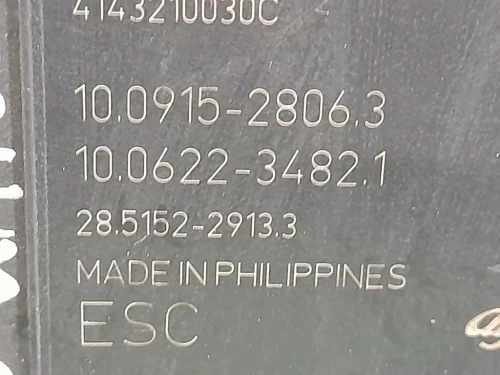 4143210030C
10.0915-2806.3
10.0622-3482.1
28.5152-2913.3
MADE IN PHILIPPINES
ESC